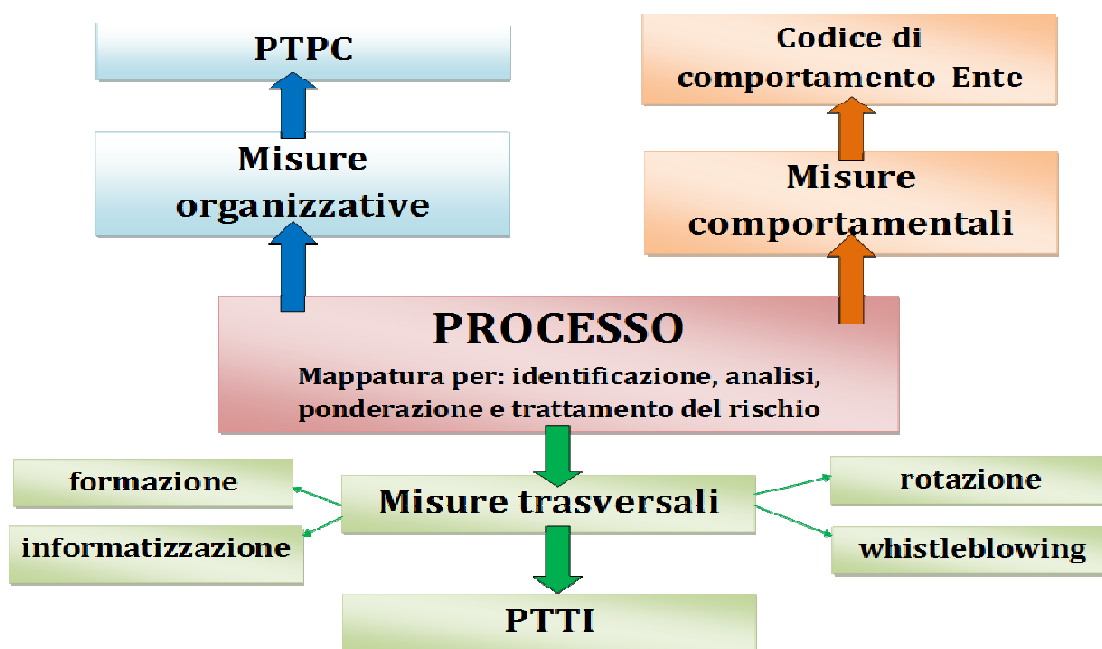 PTPC
Codice di
comportamento Ente
Misure
organizzative
Misure
comportamentali
PROCESSO
Mappatura per: identificazione, analisi,
ponderazione e trattamento del rischio
formazione
Misure trasversali
rotazione
informatizzazione
whistleblowing
PTTI